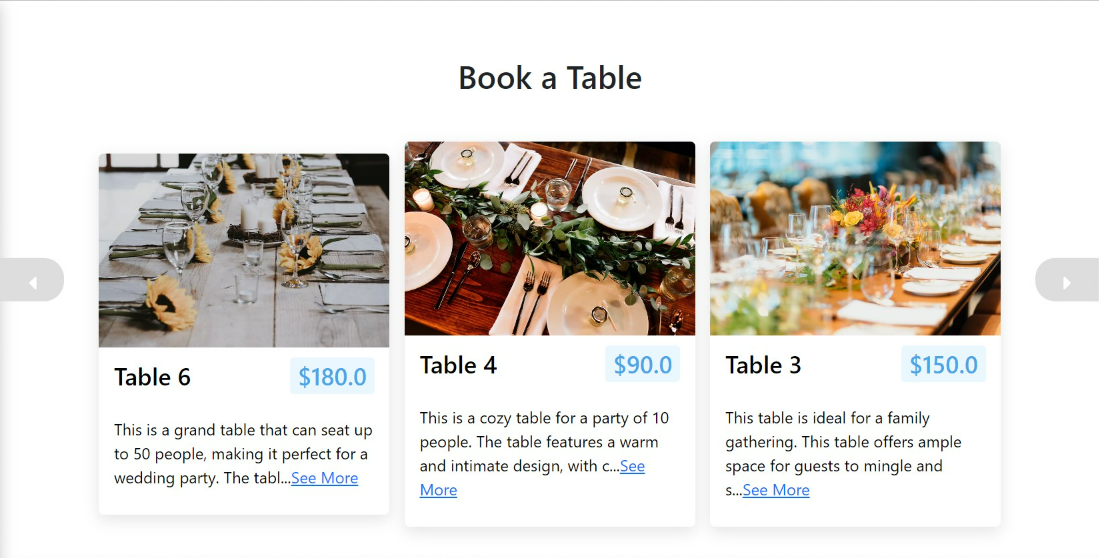 Book a Table
Table 6
$180.0
This is a grand table that can seat up
to 50 people, making it perfect for a
wedding party. The tabl...See More
Table 4
$90.0
This is a cozy table for a party of 10
people. The table features a warm
and intimate design, with c...See
More
Table 3
$150.0
This table is ideal for a family
gathering. This table offers ample
space for guests to mingle and
s...See More